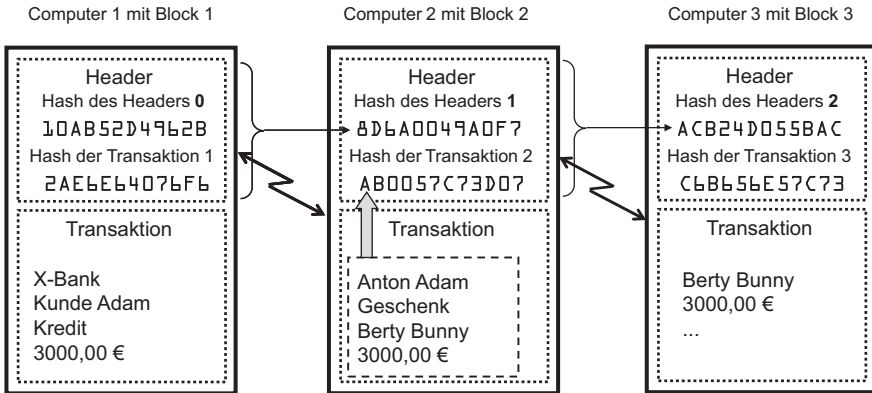 Computer 1 mit Block 1
Header
Hash des Headers 0
10AB52D4962B
Hash der Transaktion 1
2AE6E64076F6
Transaktion
X-Bank
Kunde Adam
Kredit
3000,00 €
Computer 2 mit Block 2
Header
Hash des Headers 1
8D6A0049A0F7
Hash der Transaktion 2
AB0057C73D07
Transaktion
Anton Adam
Geschenk
Berty Bunny
3000,00 €
Computer 3 mit Block 3
Header
Hash des Headers 2
ACB24D055BAC
Hash der Transaktion 3
C6B656E57C73
Transaktion
Berty Bunny
3000,00 €
...